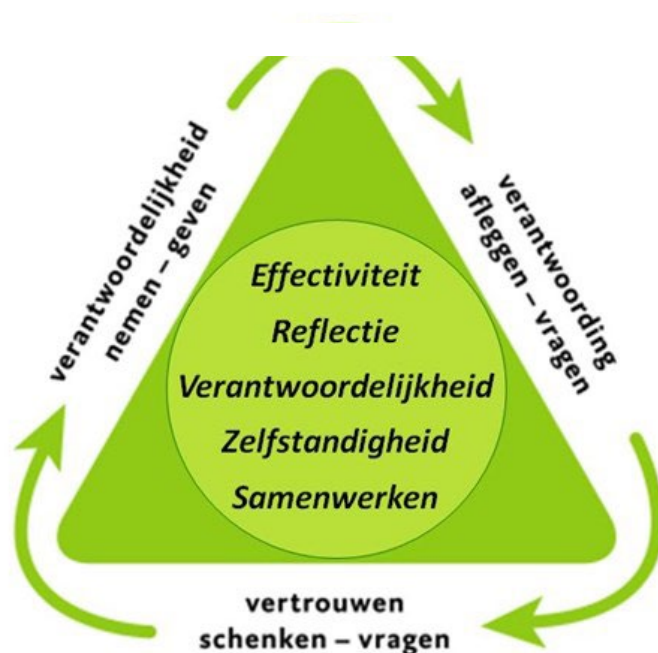 verantwoordelijkheid
nemen – geven
verantwoording
afleggen – vragen
Effectiviteit
Reflectie
Verantwoordelijkheid
Zelfstandigheid
Samenwerken
vertrouwen
schenken – vragen